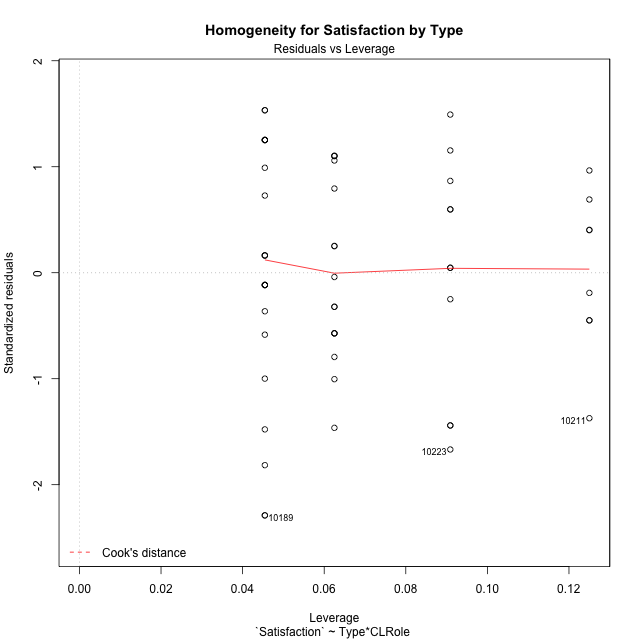 Homogeneity for Satisfaction by Type
Residuals vs Leverage
2
1
0
-1
-2
Standardized residuals
10211
10223
10189
Cook's distance
0.00 0.02 0.04 0.06 0.08 0.10 0.12
Leverage
`Satisfaction` ~ Type*CLRole